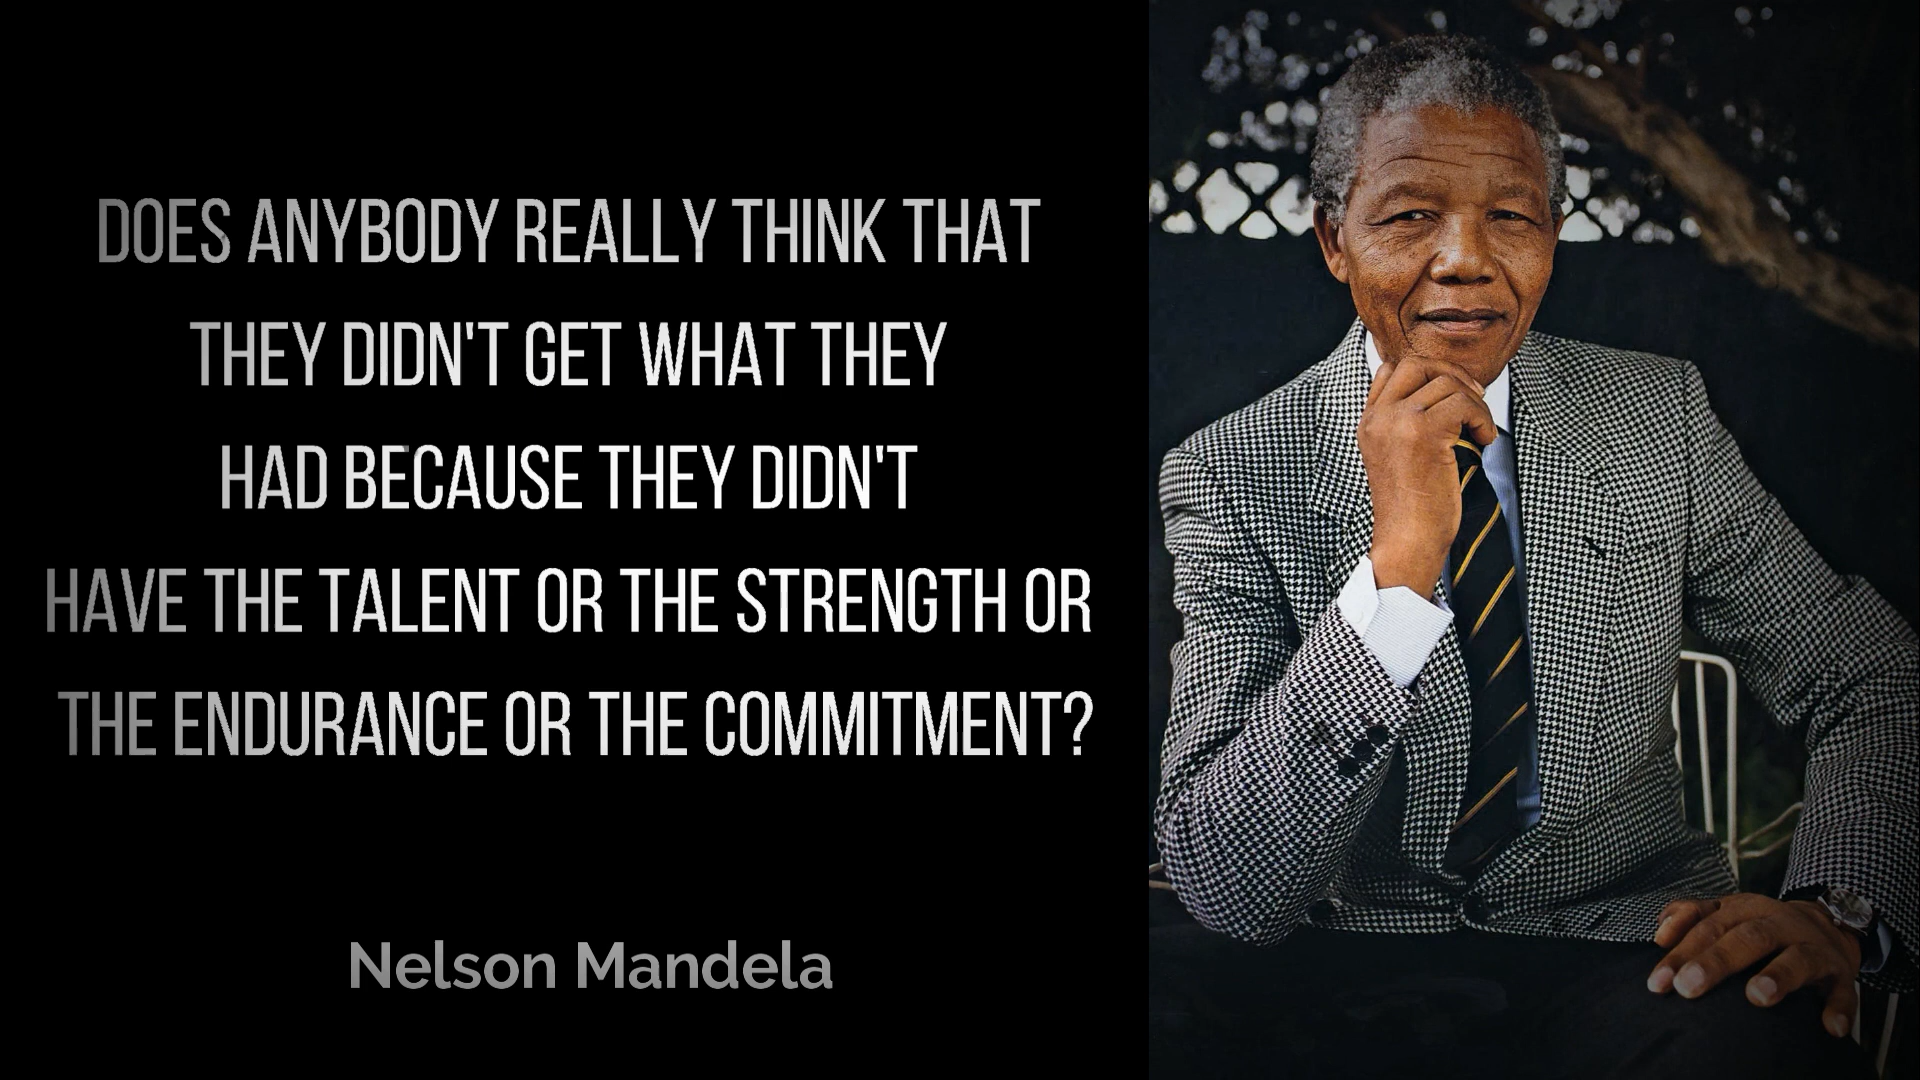 DOES ANYBODY REALLY THINK THAT
THEY DIDN'T GET WHAT THEY
HAD BECAUSE THEY DIDN'T
HAVE THE TALENT OR THE STRENGTH OR
THE ENDURANCE OR THE COMMITMENT?
Nelson Mandela